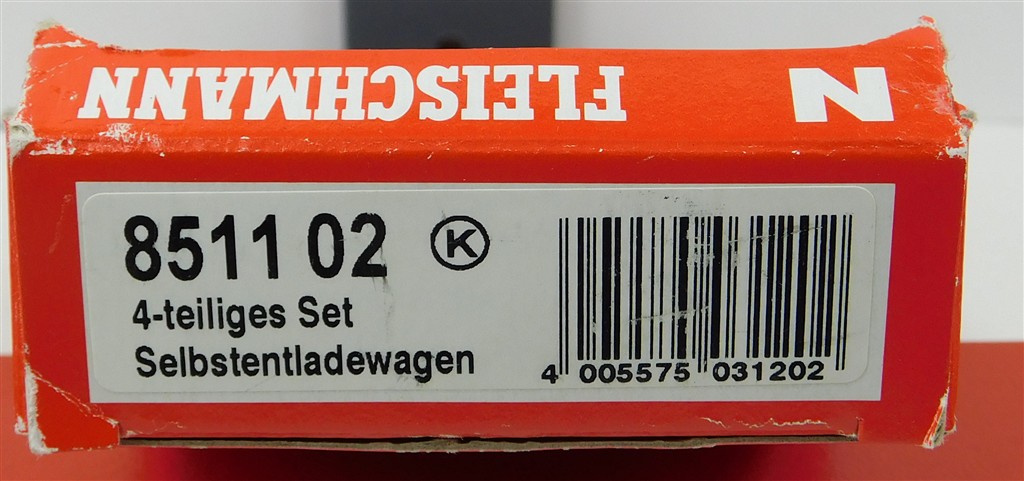 FLEISCHMANN N
8511 02 K
4-teiliges Set
Selbstentladewagen
4 005575 031202